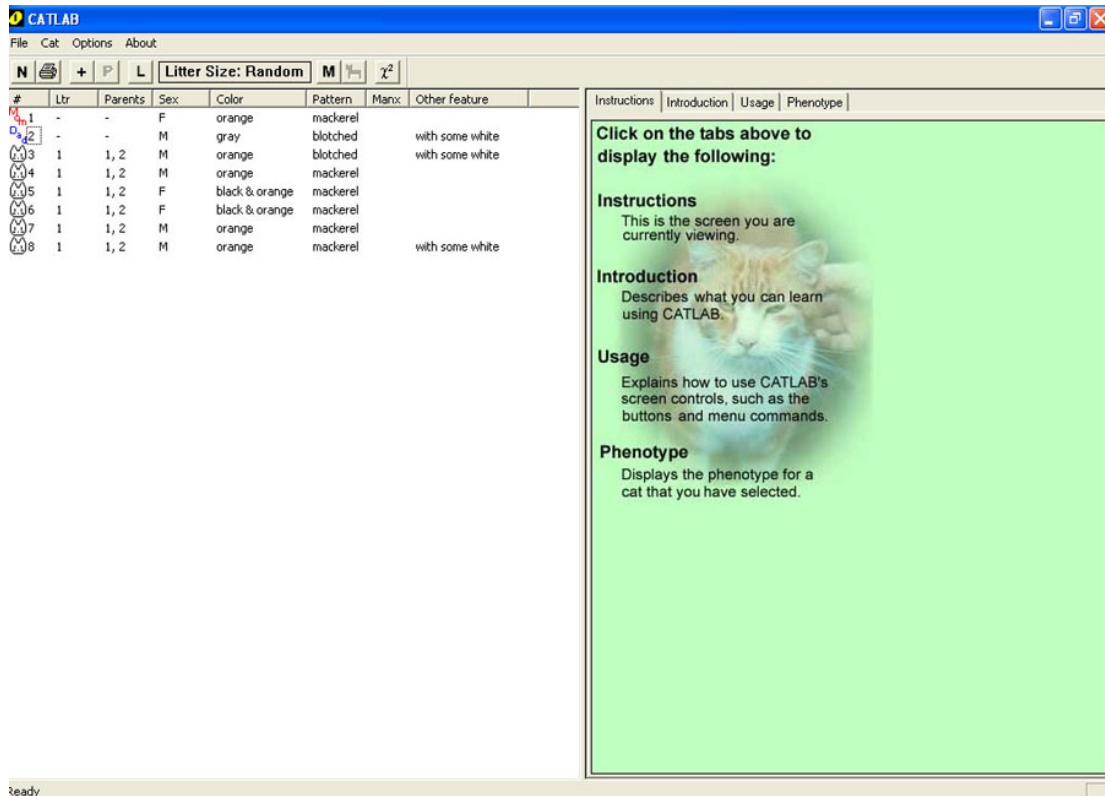 CATLAB
File Cat Options About
N + P L Litter Size: Random M χ²
# Ltr Parents Sex Color Pattern Manx Other feature
Mom 1 - - F orange mackerel
Dad 2 - - M gray blotched with some white
3 1 1, 2 M orange blotched with some white
4 1 1, 2 M orange mackerel
5 1 1, 2 F black & orange mackerel
6 1 1, 2 F black & orange mackerel
7 1 1, 2 M orange mackerel
8 1 1, 2 M orange mackerel with some white
Instructions Introduction Usage Phenotype
Click on the tabs above to
display the following:
Instructions
This is the screen you are
currently viewing.
Introduction
Describes what you can learn
using CATLAB.
Usage
Explains how to use CATLAB's
screen controls, such as the
buttons and menu commands.
Phenotype
Displays the phenotype for a
cat that you have selected.
Ready